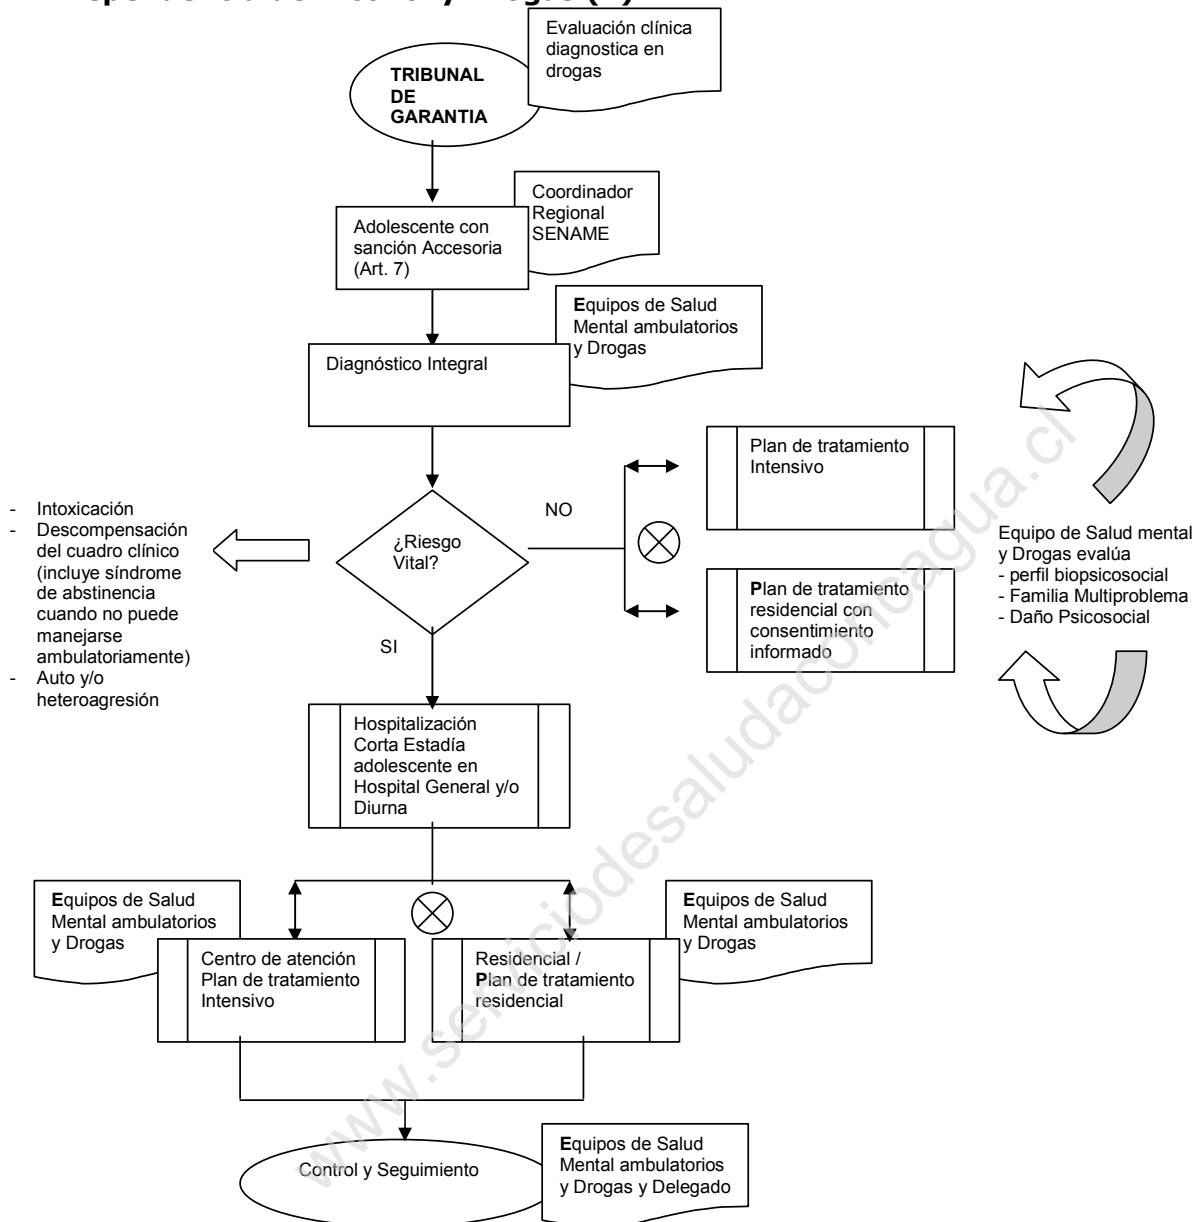 Evaluación clínica
diagnostica en
drogas
TRIBUNAL
DE
GARANTIA
Coordinador
Regional
SENAME
Adolescente con
sanción Accesoria
(Art. 7)
Equipos de Salud
Mental ambulatorios
y Drogas
Diagnóstico Integral
Plan de tratamiento
Intensivo
- Intoxicación
- Descompensación
del cuadro clínico
(incluye síndrome
de abstinencia
cuando no puede
manejarse
ambulatoriamente)
- Auto y/o
heteroagresión
¿Riesgo
Vital?
NO
SI
Plan de tratamiento
residencial con
consentimiento
informado
Equipo de Salud mental
y Drogas evalúa
- perfil biopsicosocial
- Familia Multiproblema
- Daño Psicosocial
Hospitalización
Corta Estadía
adolescente en
Hospital General y/o
Diurna
Equipos de Salud
Mental ambulatorios
y Drogas
Centro de atención
Plan de tratamiento
Intensivo
Residencial /
Plan de tratamiento
residencial
Equipos de Salud
Mental ambulatorios
y Drogas
Control y Seguimiento
Equipos de Salud
Mental ambulatorios
y Drogas y Delegado
www.serviciodesaludaconcagua.cl